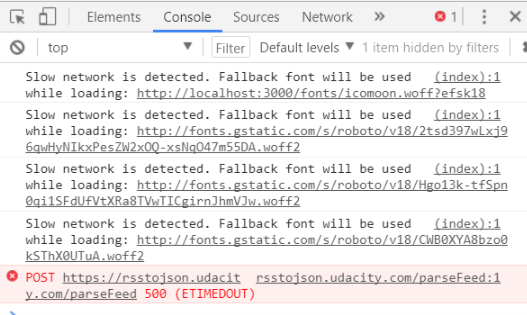 Elements Console Sources Network » 1
top Filter Default levels 1 item hidden by filters
Slow network is detected. Fallback font will be used (index):1
while loading: http://localhost:3000/fonts/icomoon.woff?efsk18
Slow network is detected. Fallback font will be used (index):1
while loading: http://fonts.gstatic.com/s/roboto/v18/2tsd397wLxj9
6qwHyNIkxPesZW2xOQ-xsNqO47m55DA.woff2
Slow network is detected. Fallback font will be used (index):1
while loading: http://fonts.gstatic.com/s/roboto/v18/Hgo13k-tfSpn
0qi1SFdUfVtXRa8TVwTICgirnJhmVJw.woff2
Slow network is detected. Fallback font will be used (index):1
while loading: http://fonts.gstatic.com/s/roboto/v18/CWB0XYA8bzo0
kSThX0UTuA.woff2
POST https://rsstojson.udacit rsstojson.udacity.com/parseFeed:1
y.com/parseFeed 500 (ETIMEDOUT)